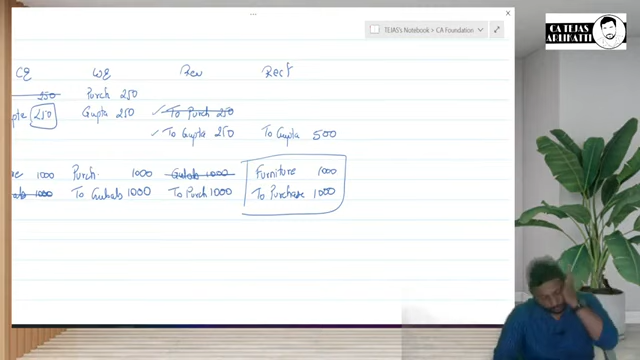 CA TEJAS
ARLIKATTI
TEJAS's Notebook > CA Foundation
CE WE Rev Rect
250 Purch 250
250 Gupta 250 To Purch 250
To Gupta 250 To Gupta 500
1000 Purch. 1000 Gulab 1000 Furniture 1000
1000 To Gulab 1000 To Purch 1000 To Purchase 1000